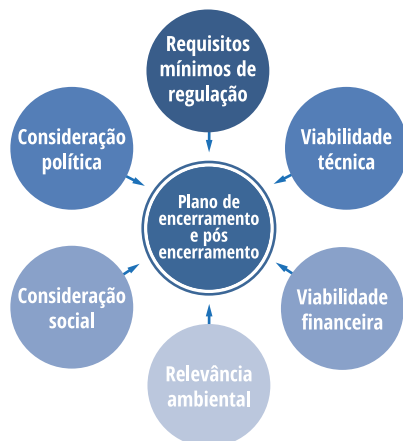 Requisitos
mínimos de
regulação
Consideração
política
Viabilidade
técnica
Plano de
encerramento
e pós
encerramento
Consideração
social
Viabilidade
financeira
Relevância
ambiental